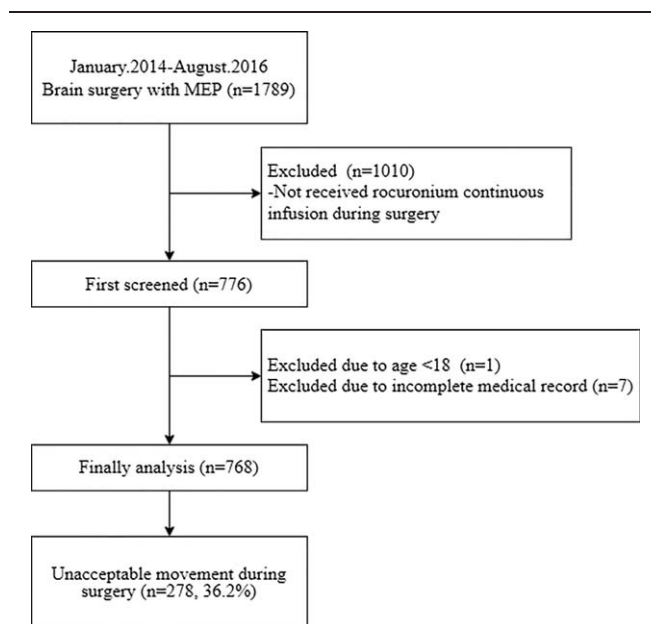 January.2014-August.2016
Brain surgery with MEP (n=1789)
Excluded (n=1010)
-Not received rocuronium continuous
infusion during surgery
First screened (n=776)
Excluded due to age <18 (n=1)
Excluded due to incomplete medical record (n=7)
Finally analysis (n=768)
Unacceptable movement during
surgery (n=278, 36.2%)